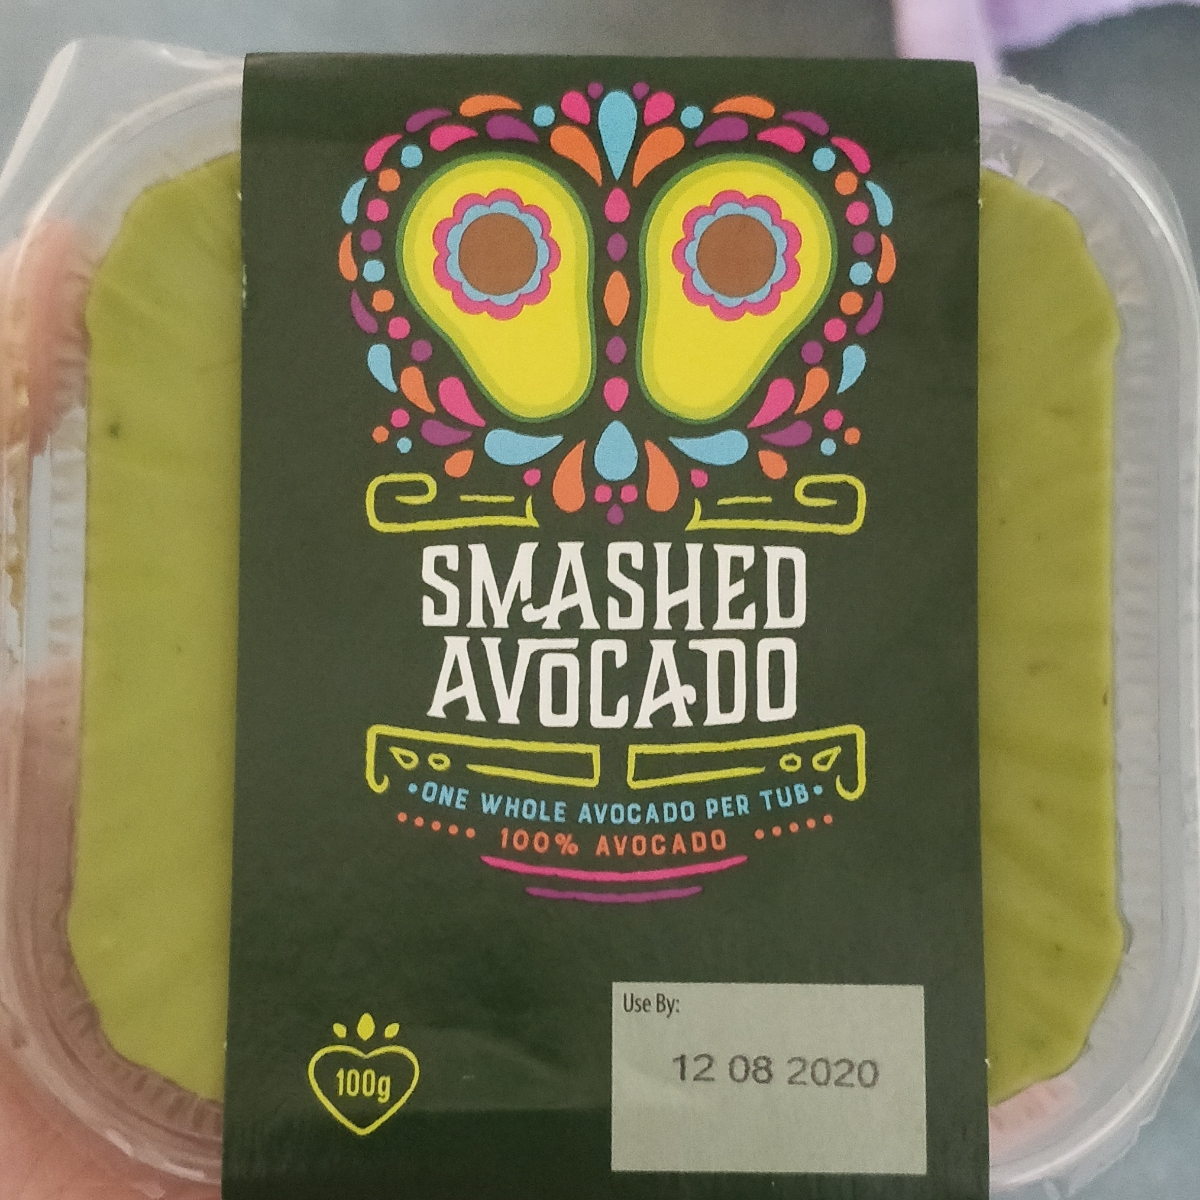 SMASHED
AVOCADO
•ONE WHOLE AVOCADO PER TUB•
100% AVOCADO
Use By:
12 08 2020
100g